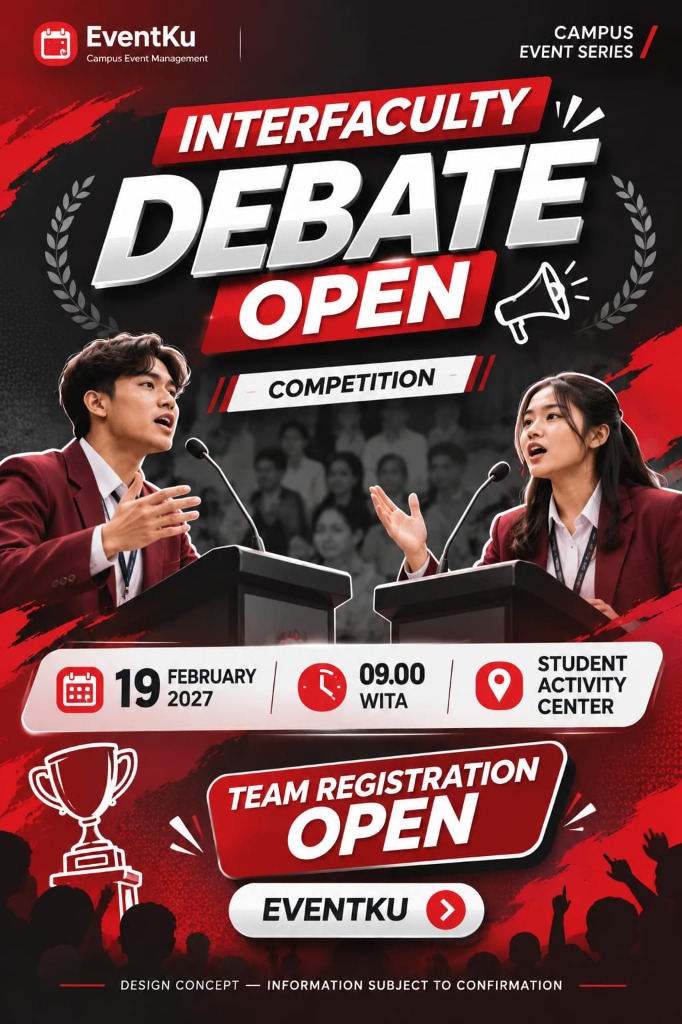 EventKu
Campus Event Management
CAMPUS
EVENT SERIES
INTERFACULTY
DEBATE
OPEN
COMPETITION
19 FEBRUARY
2027
09.00
WITA
STUDENT
ACTIVITY
CENTER
TEAM REGISTRATION
OPEN
EVENTKU
DESIGN CONCEPT — INFORMATION SUBJECT TO CONFIRMATION